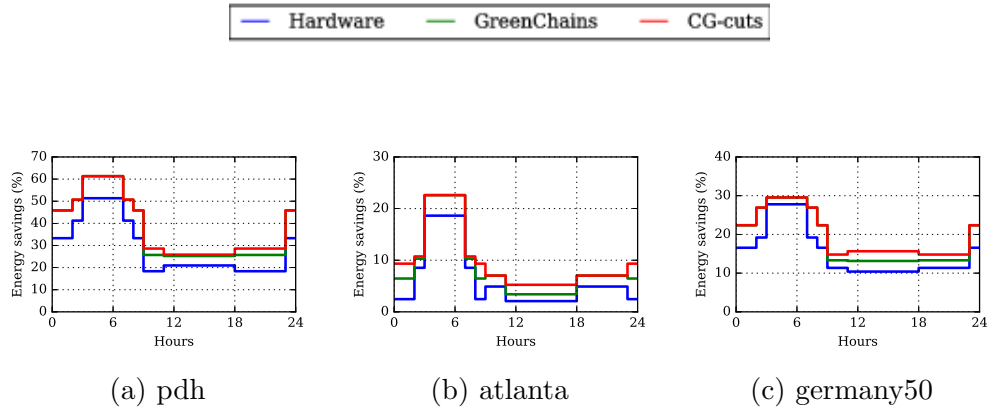 Hardware GreenChains CG-cuts
Energy savings (%)
70
60
50
40
30
20
10
0
0 6 12 18 24
Hours
(a) pdh
Energy savings (%)
30
20
10
0
0 6 12 18 24
Hours
(b) atlanta
Energy savings (%)
40
30
20
10
0
0 6 12 18 24
Hours
(c) germany50